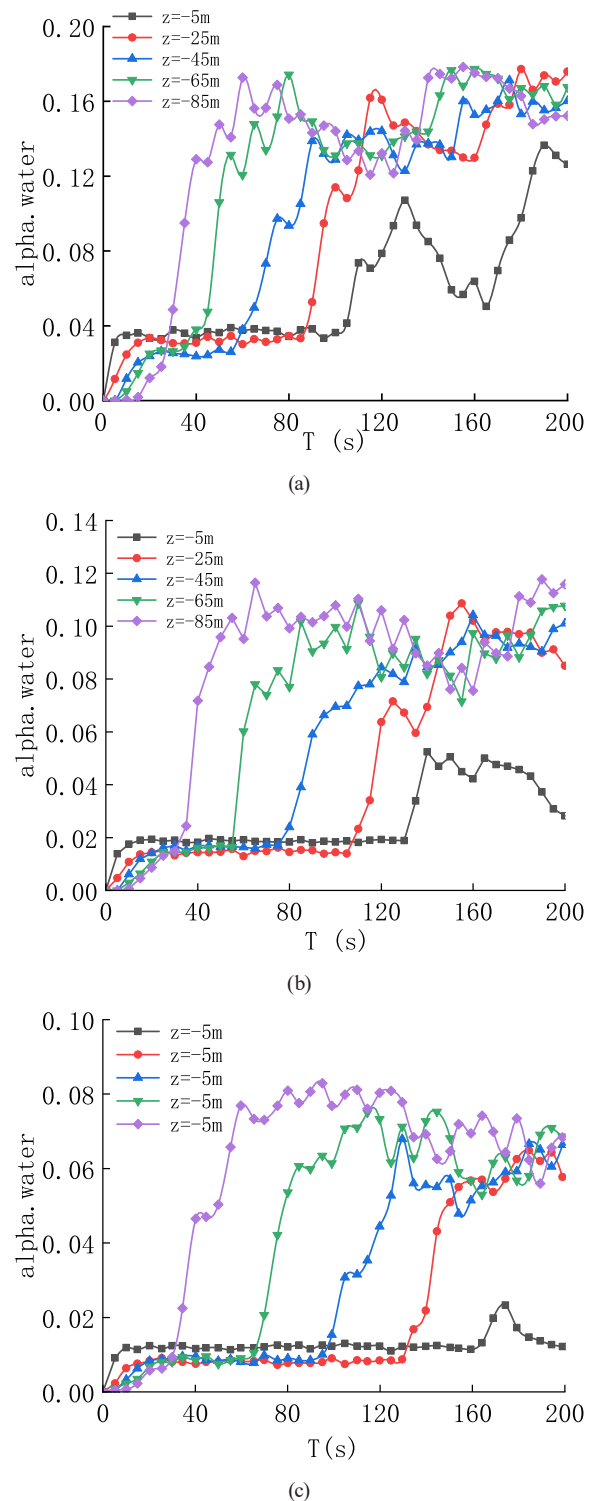 z=-5m
z=-25m
z=-45m
z=-65m
z=-85m
alpha.water
0.20
0.16
0.12
0.08
0.04
0.00
0 40 80 120 160 200
T (s)
(a)
z=-5m
z=-25m
z=-45m
z=-65m
z=-85m
alpha.water
0.14
0.12
0.10
0.08
0.06
0.04
0.02
0.00
0 40 80 120 160 200
T (s)
(b)
z=-5m
z=-5m
z=-5m
z=-5m
z=-5m
alpha.water
0.10
0.08
0.06
0.04
0.02
0.00
0 40 80 120 160 200
T(s)
(c)